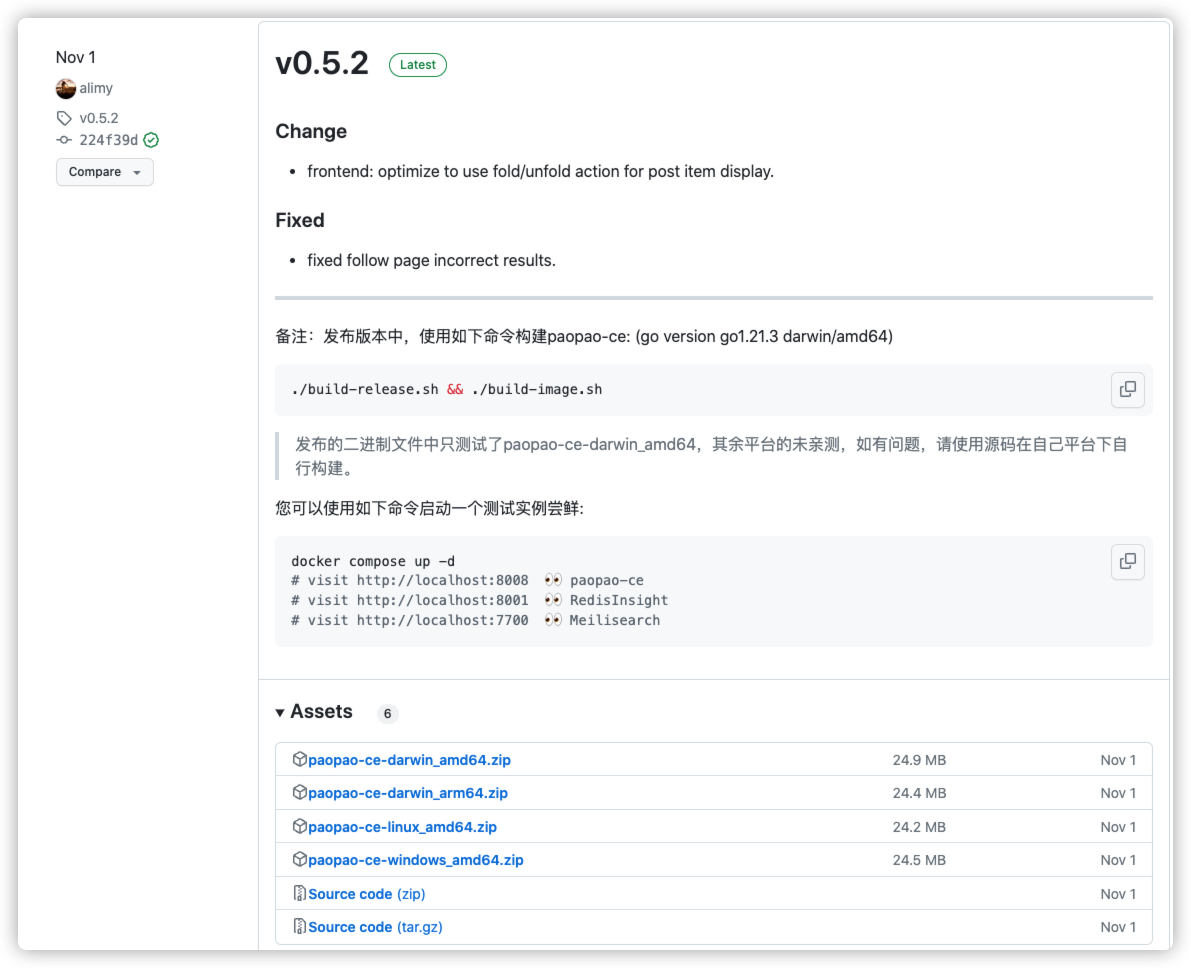 Nov 1
alimy
v0.5.2
224f39d
Compare
v0.5.2 Latest
Change
• frontend: optimize to use fold/unfold action for post item display.
Fixed
• fixed follow page incorrect results.
备注：发布版本中，使用如下命令构建paopao-ce: (go version go1.21.3 darwin/amd64)
./build-release.sh && ./build-image.sh
发布的二进制文件中只测试了paopao-ce-darwin_amd64，其余平台的未亲测，如有问题，请使用源码在自己平台下自
行构建。
您可以使用如下命令启动一个测试实例尝鲜:
docker compose up -d
# visit http://localhost:8008 👀 paopao-ce
# visit http://localhost:8001 👀 RedisInsight
# visit http://localhost:7700 👀 Meilisearch
Assets 6
paopao-ce-darwin_amd64.zip 24.9 MB Nov 1
paopao-ce-darwin_arm64.zip 24.4 MB Nov 1
paopao-ce-linux_amd64.zip 24.2 MB Nov 1
paopao-ce-windows_amd64.zip 24.5 MB Nov 1
Source code (zip) Nov 1
Source code (tar.gz) Nov 1